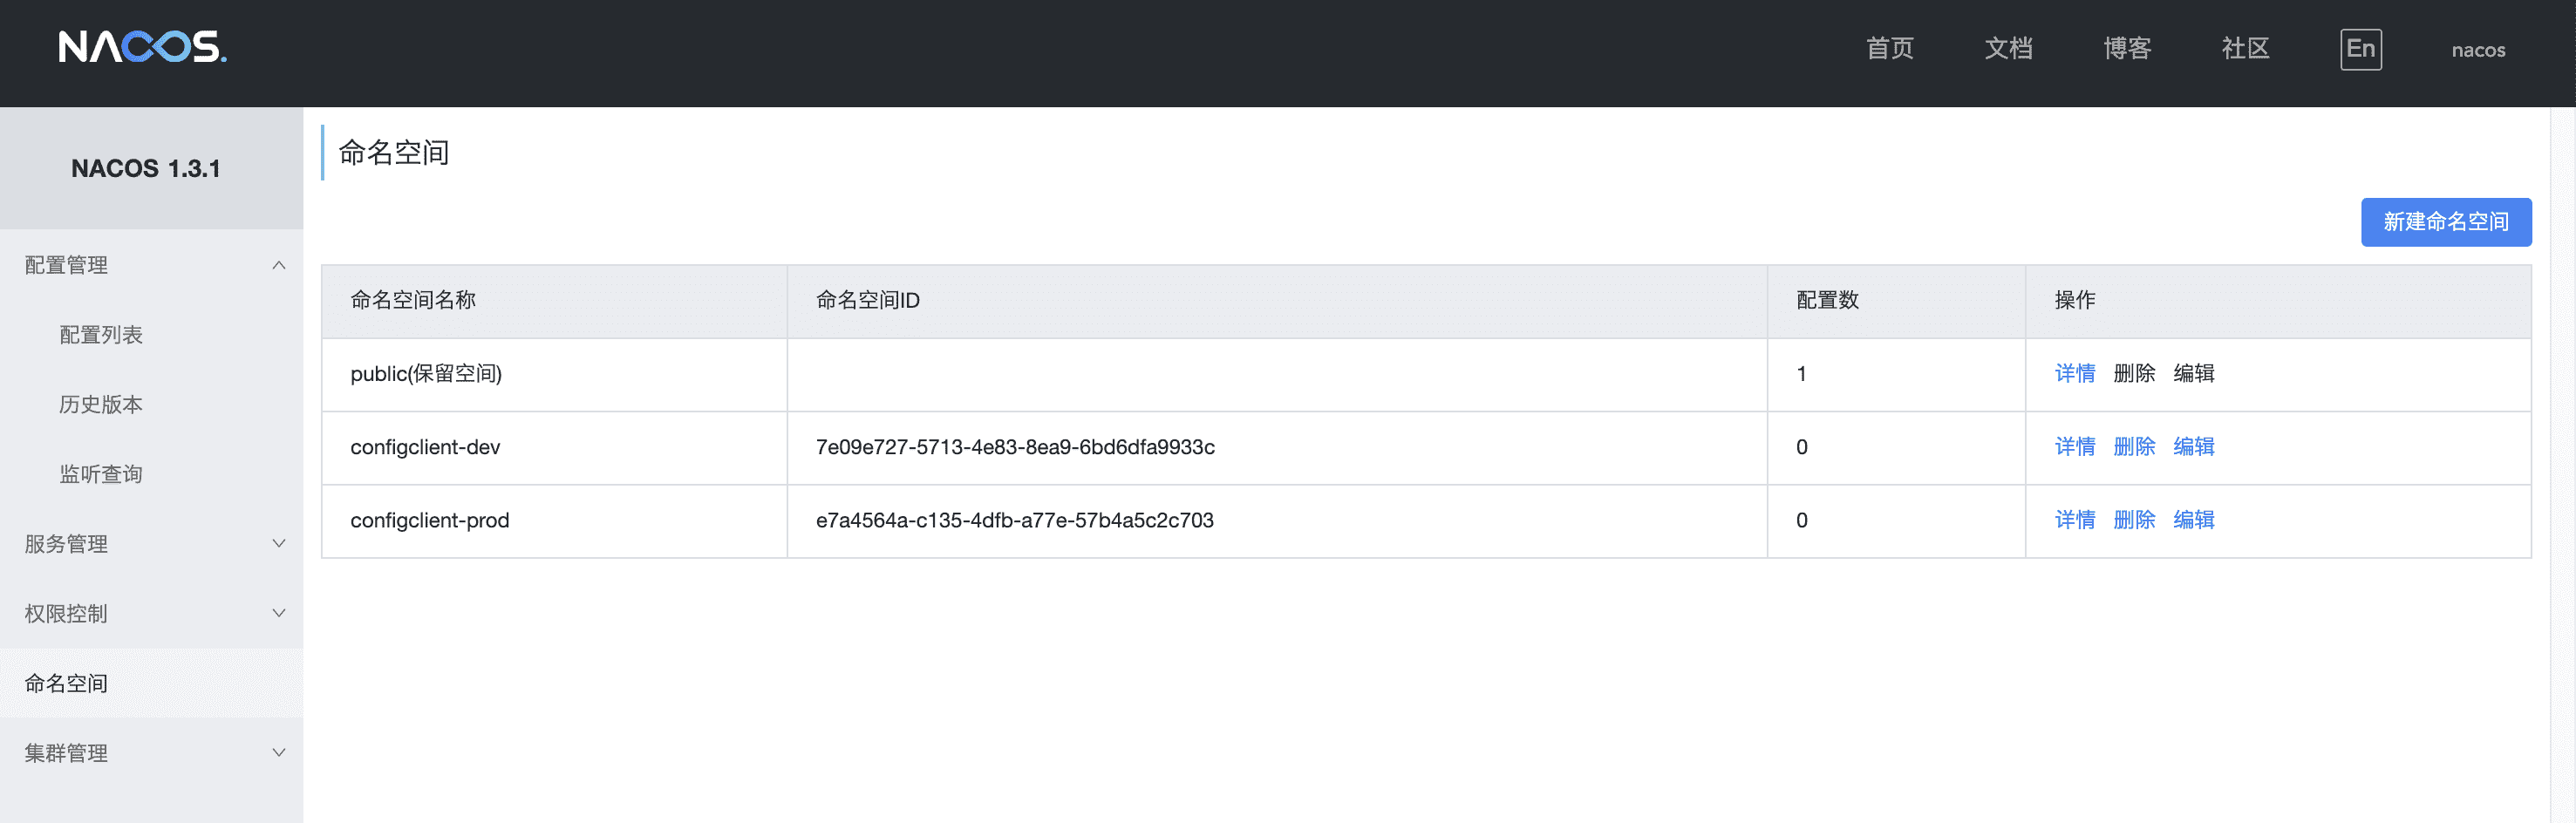 NACOS.
首页 文档 博客 社区 En nacos
NACOS 1.3.1
配置管理
配置列表
历史版本
监听查询
服务管理
权限控制
命名空间
集群管理
命名空间
新建命名空间
命名空间名称 命名空间ID 配置数 操作
public(保留空间) 1 详情 删除 编辑
configclient-dev 7e09e727-5713-4e83-8ea9-6bd6dfa9933c 0 详情 删除 编辑
configclient-prod e7a4564a-c135-4dfb-a77e-57b4a5c2c703 0 详情 删除 编辑